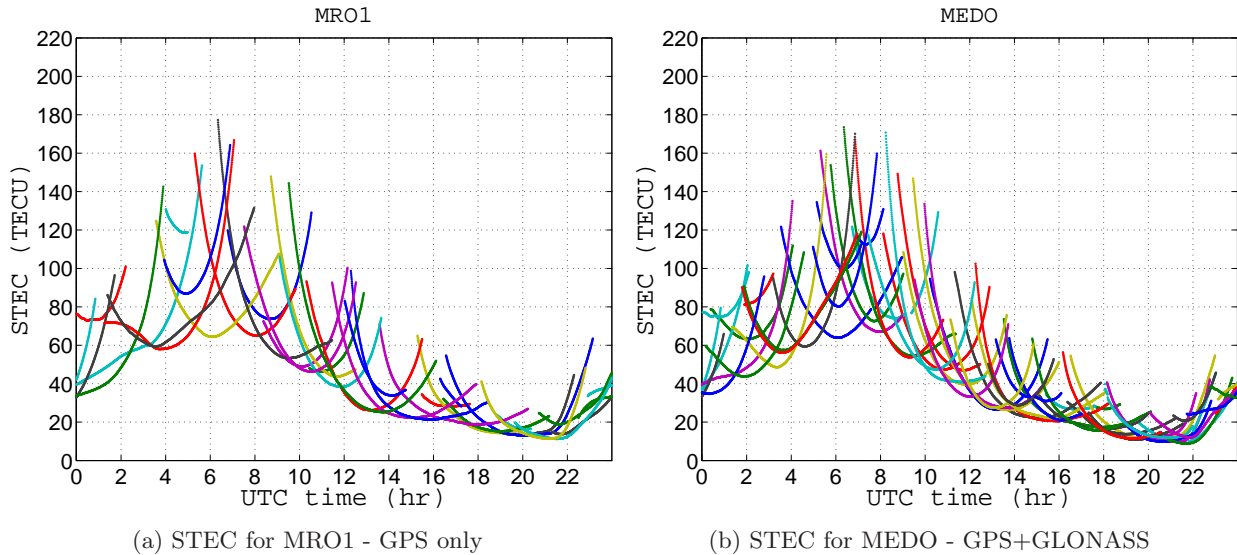 MRO1
220
200
180
160
140
120
100
80
60
40
20
0
STEC (TECU)
0 2 4 6 8 10 12 14 16 18 20 22
UTC time (hr)
(a) STEC for MRO1 - GPS only
MEDO
220
200
180
160
140
120
100
80
60
40
20
0
STEC (TECU)
0 2 4 6 8 10 12 14 16 18 20 22
UTC time (hr)
(b) STEC for MEDO - GPS+GLONASS